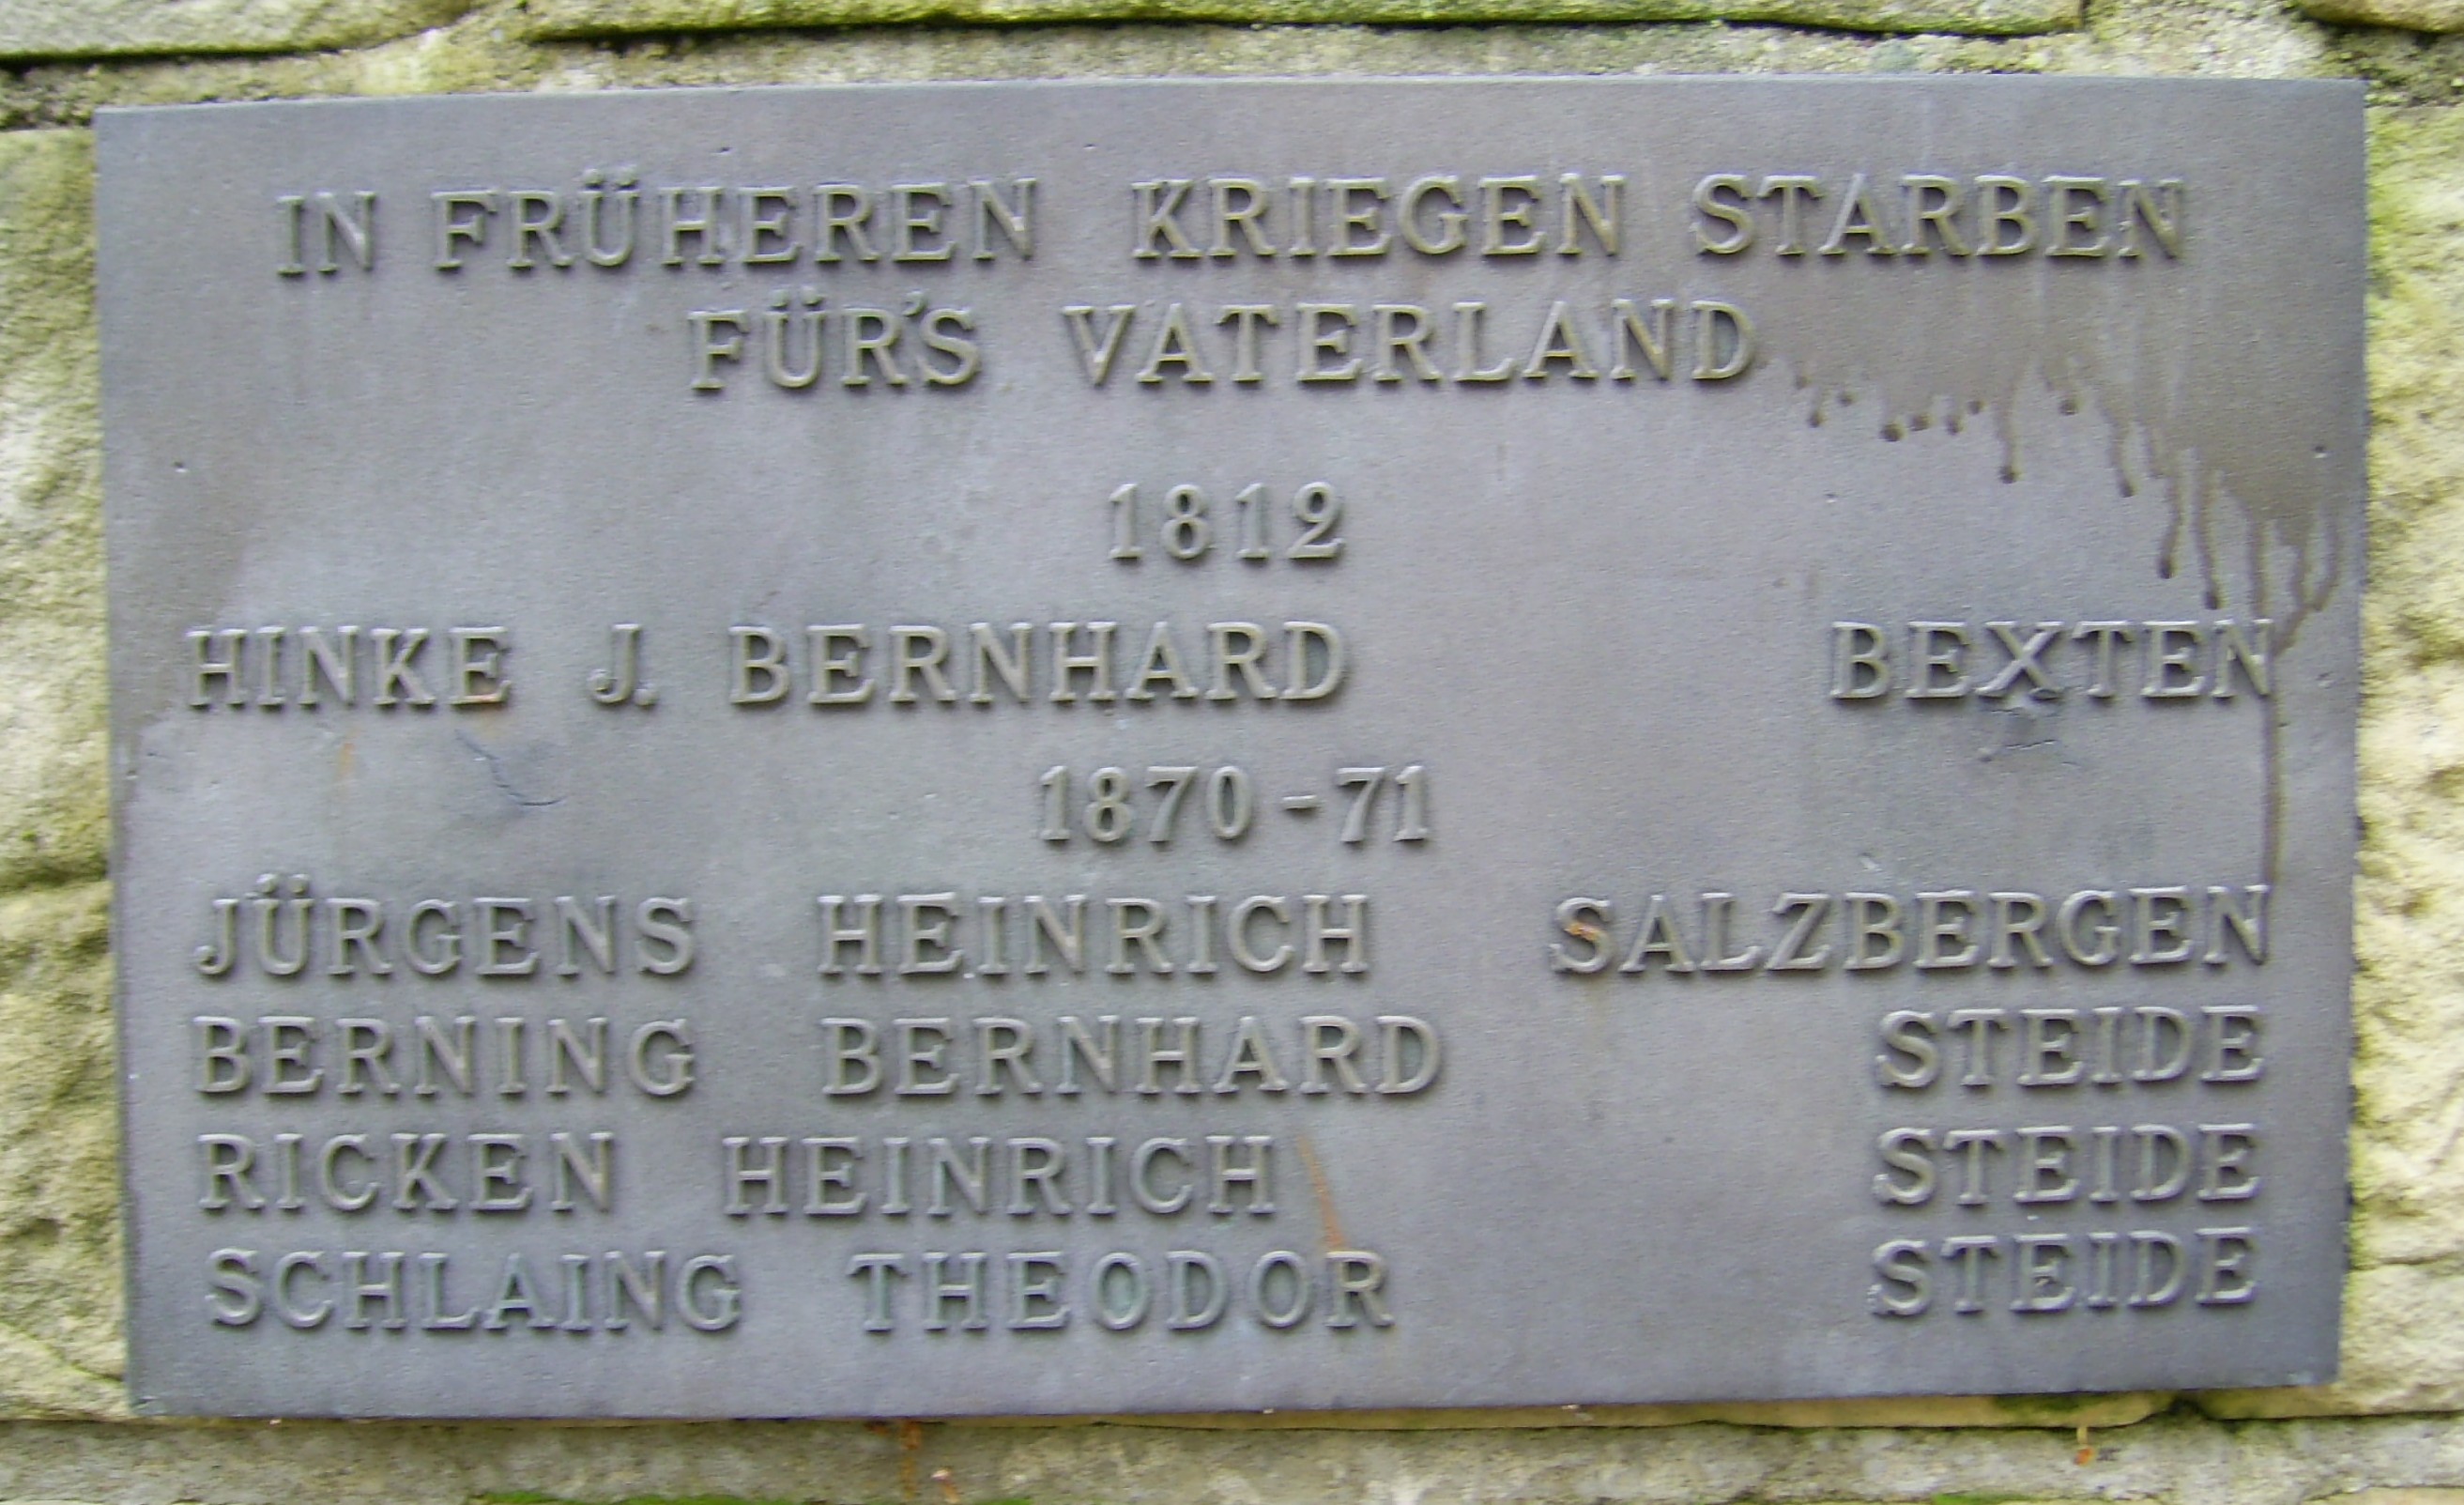 IN FRÜHEREN KRIEGEN STARBEN
FÜR'S VATERLAND
1812
HINKE J. BERNHARD BEXTEN
1870-71
JÜRGENS HEINRICH SALZBERGEN
BERNING BERNHARD STEIDE
RICKEN HEINRICH STEIDE
SCHLAING THEODOR STEIDE